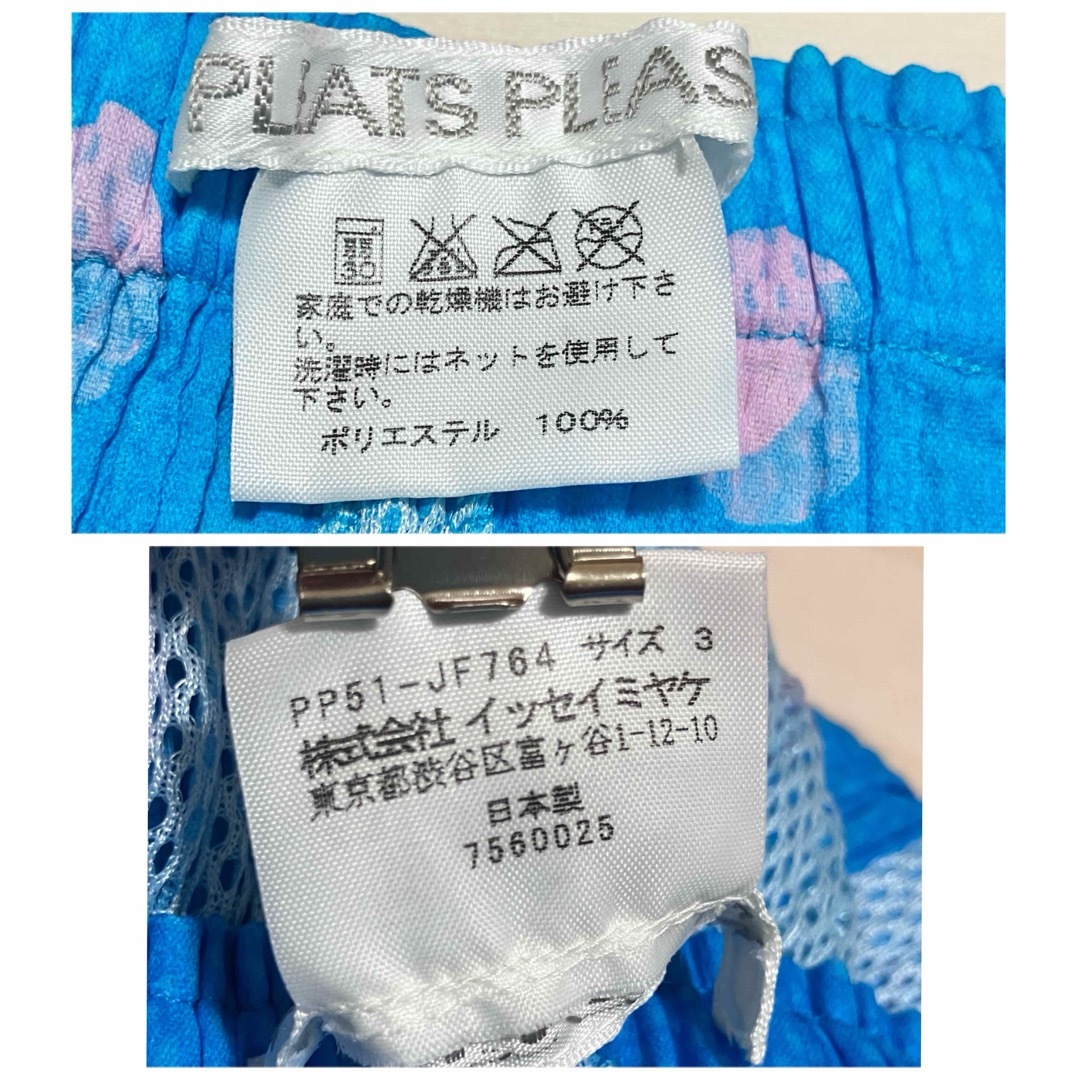 PLEATS PLEAS
30
家庭での乾燥機はお避け下さ
い。
洗濯時にはネットを使用して
下さい。
ポリエステル 100%
PP51-JF764 サイズ 3
株式会社 イッセイミヤケ
東京都渋谷区富ヶ谷1-12-10
日本製
7560025